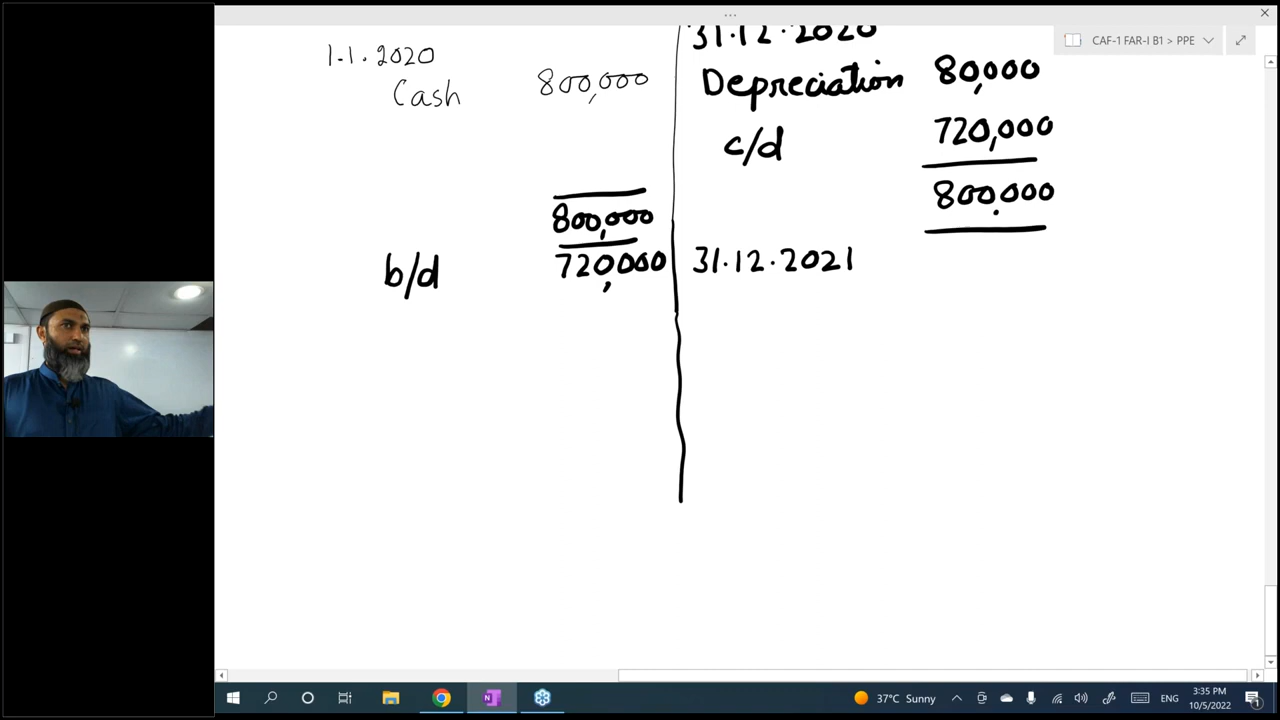 CAF-1 FAR-I B1 > PPE
31.12.2020
1.1.2020
Cash 800,000
Depreciation 80,000
c/d 720,000
800,000
800,000
b/d 720,000
31.12.2021
37°C Sunny
ENG
3:35 PM
10/5/2022
1